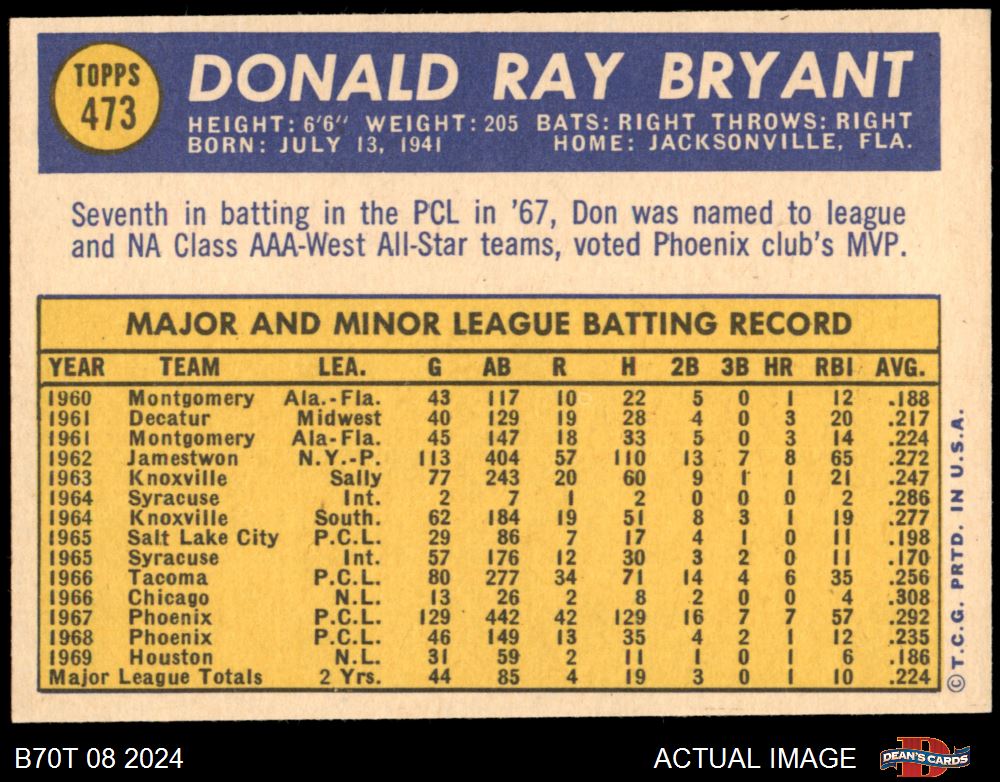 TOPPS
473
DONALD RAY BRYANT
HEIGHT: 6'6" WEIGHT: 205 BATS: RIGHT THROWS: RIGHT
BORN: JULY 13, 1941 HOME: JACKSONVILLE, FLA.
Seventh in batting in the PCL in '67, Don was named to league
and NA Class AAA-West All-Star teams, voted Phoenix club's MVP.
MAJOR AND MINOR LEAGUE BATTING RECORD
YEAR TEAM LEA. G AB R H 2B 3B HR RBI AVG.
1960 Montgomery Ala.-Fla. 43 117 10 22 5 0 1 12 .188
1961 Decatur Midwest 40 129 19 28 4 0 3 20 .217
1961 Montgomery Ala-Fla. 45 147 18 33 5 0 3 14 .224
1962 Jamestwon N.Y.-P. 113 404 57 110 13 7 8 65 .272
1963 Knoxville Sally 77 243 20 60 9 1 1 21 .247
1964 Syracuse Int. 2 7 1 2 0 0 0 2 .286
1964 Knoxville South. 62 184 19 51 8 3 1 19 .277
1965 Salt Lake City P.C.L. 29 86 7 17 4 1 0 11 .198
1965 Syracuse Int. 57 176 12 30 3 2 0 11 .170
1966 Tacoma P.C.L. 80 277 34 71 14 4 6 35 .256
1966 Chicago N.L. 13 26 2 8 2 0 0 4 .308
1967 Phoenix P.C.L. 129 442 42 129 16 7 7 57 .292
1968 Phoenix P.C.L. 46 149 13 35 4 2 1 12 .235
1969 Houston N.L. 31 59 2 11 1 0 1 6 .186
Major League Totals 2 Yrs. 44 85 4 19 3 0 1 10 .224
© T.C.G. PRTD. IN U.S.A.
B70T 08 2024
ACTUAL IMAGE
D
DEAN'S CARDS